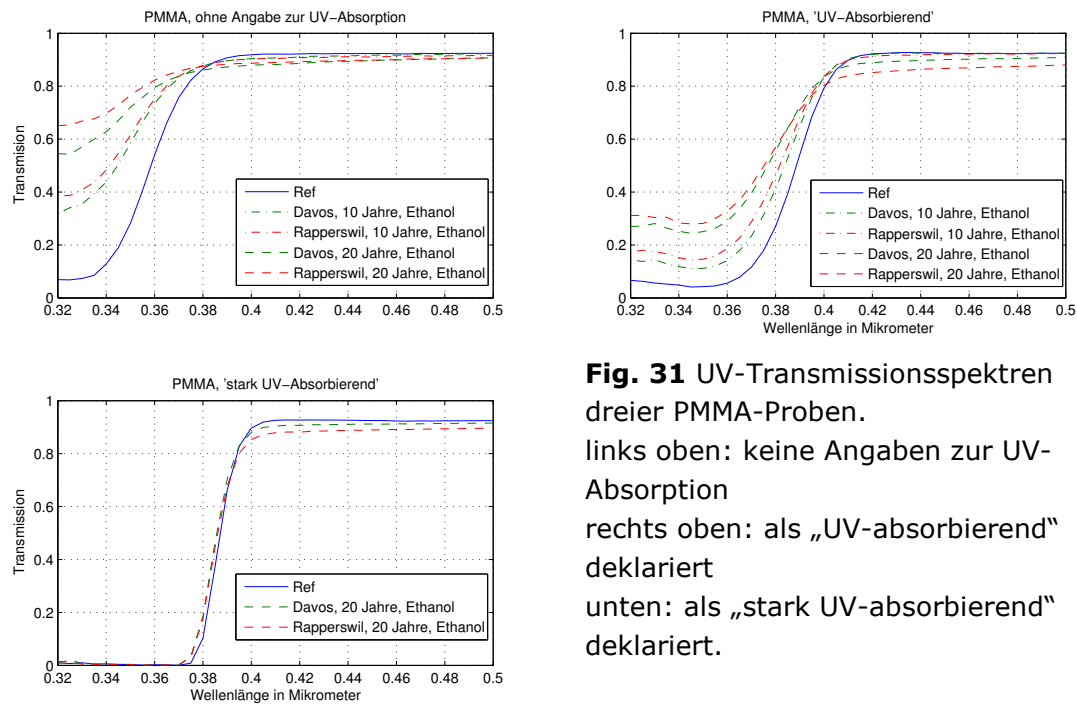 PMMA, ohne Angabe zur UV−Absorption
1
0.8
0.6
0.4
0.2
0
Transmision
0.32 0.34 0.36 0.38 0.4 0.42 0.44 0.46 0.48 0.5
Ref
Davos, 10 Jahre, Ethanol
Rapperswil, 10 Jahre, Ethanol
Davos, 20 Jahre, Ethanol
Rapperswil, 20 Jahre, Ethanol
PMMA, 'UV−Absorbierend'
1
0.8
0.6
0.4
0.2
0
0.32 0.34 0.36 0.38 0.4 0.42 0.44 0.46 0.48 0.5
Wellenlänge in Mikrometer
Ref
Davos, 10 Jahre, Ethanol
Rapperswil, 10 Jahre, Ethanol
Davos, 20 Jahre, Ethanol
Rapperswil, 20 Jahre, Ethanol
PMMA, 'stark UV−Absorbierend'
1
0.8
0.6
0.4
0.2
0
Transmission
0.32 0.34 0.36 0.38 0.4 0.42 0.44 0.46 0.48 0.5
Wellenlänge in Mikrometer
Ref
Davos, 20 Jahre, Ethanol
Rapperswil, 20 Jahre, Ethanol
Fig. 31 UV-Transmissionsspektren
dreier PMMA-Proben.
links oben: keine Angaben zur UV-
Absorption
rechts oben: als „UV-absorbierend“
deklariert
unten: als „stark UV-absorbierend“
deklariert.